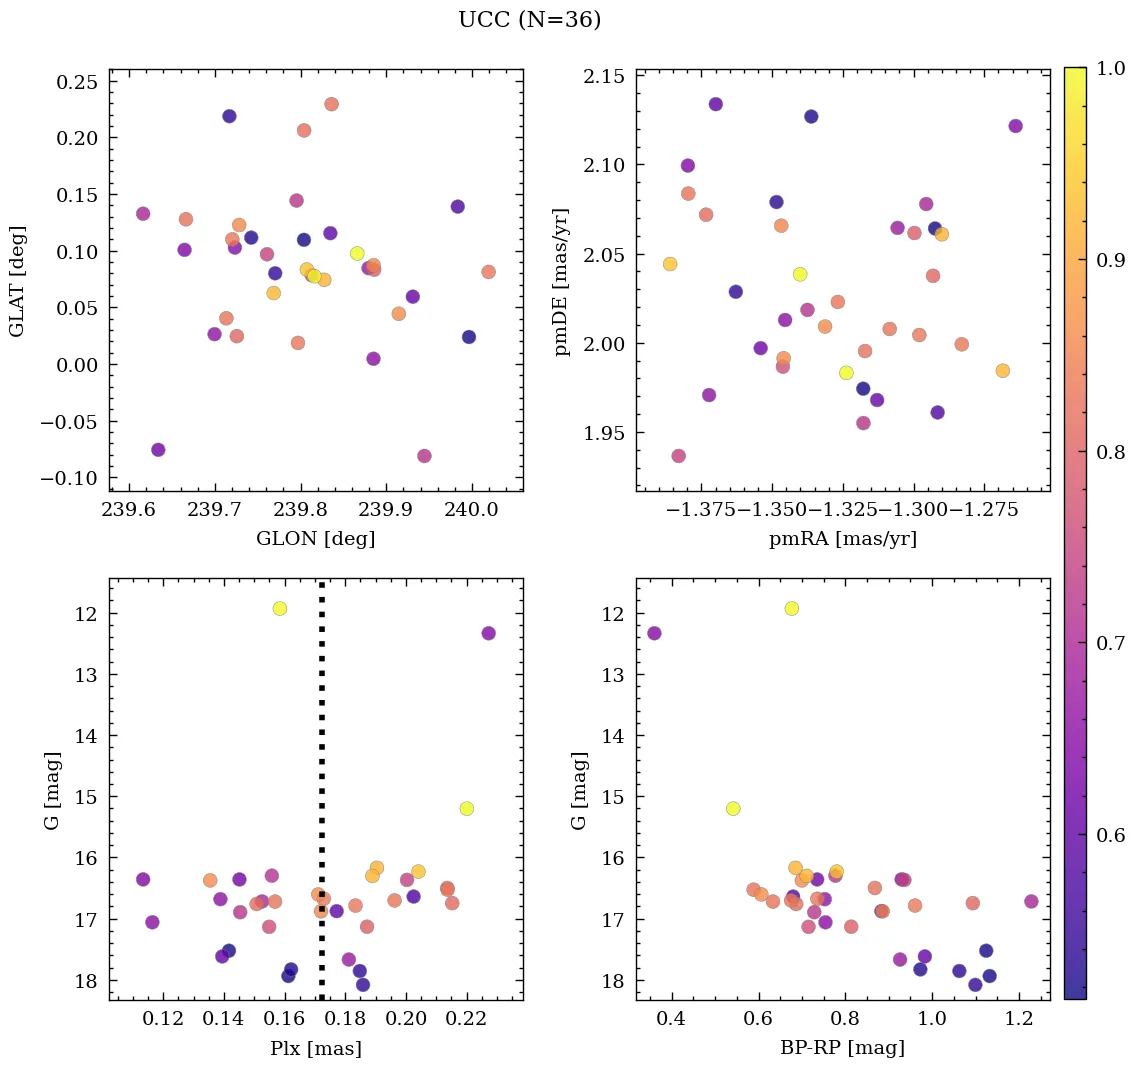 UCC (N=36)
0.25
0.20
0.15
0.10
0.05
0.00
−0.05
−0.10
GLAT [deg]
239.6 239.7 239.8 239.9 240.0
GLON [deg]
2.15
2.10
2.05
2.00
1.95
pmDE [mas/yr]
−1.375 −1.350 −1.325 −1.300 −1.275
pmRA [mas/yr]
12
13
14
15
16
17
18
G [mag]
0.12 0.14 0.16 0.18 0.20 0.22
Plx [mas]
12
13
14
15
16
17
18
G [mag]
0.4 0.6 0.8 1.0 1.2
BP-RP [mag]
1.0
0.9
0.8
0.7
0.6